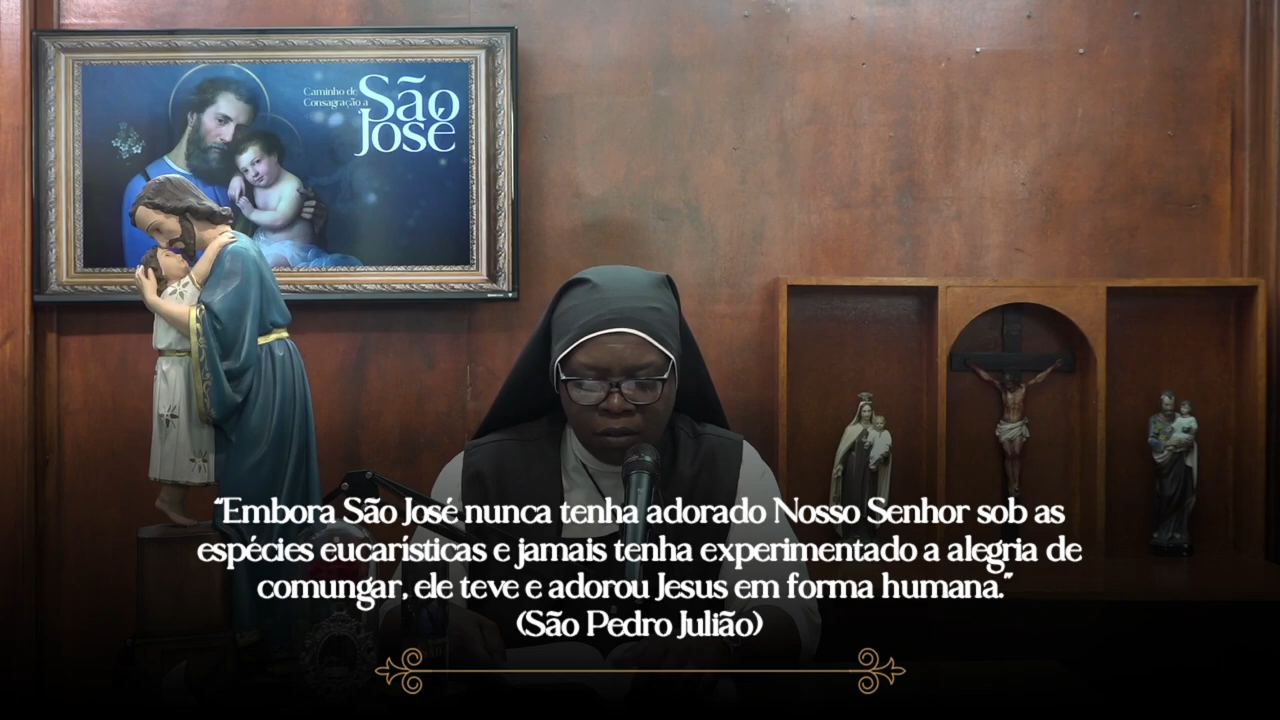 Caminho de
Consagração a
São
José
“Embora São José nunca tenha adorado Nosso Senhor sob as
espécies eucarísticas e jamais tenha experimentado a alegria de
comungar, ele teve e adorou Jesus em forma humana.”
(São Pedro Julião)